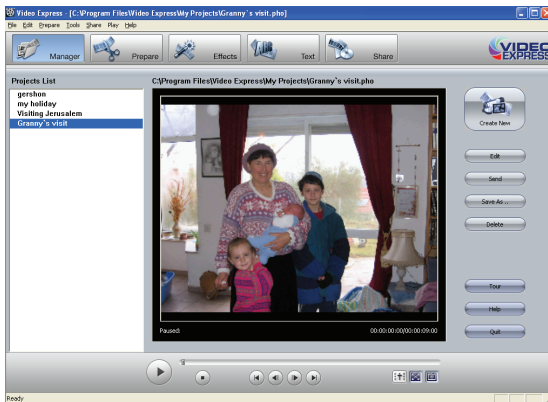 Video Express - [C:\Program Files\Video Express\My Projects\Granny`s visit.pho]
File Edit Prepare Tools Share Play Help
Manager Prepare Effects Text Share
VIDEO
EXPRESS
Projects List
gershon
my holiday
Visiting Jerusalem
Granny`s visit
C:\Program Files\Video Express\My Projects\Granny`s visit.pho
Paused:
00:00:00:00/00:00:09:00
Create New
Edit
Send
Save As ..
Delete
Tour
Help
Quit
Ready